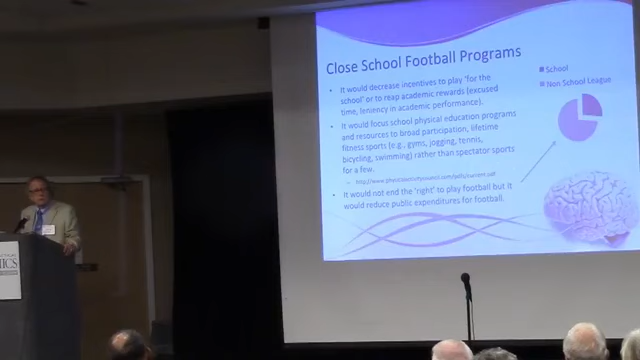 Close School Football Programs
School
Non School League
• It would decrease incentives to play 'for the
school' or to reap academic rewards (excused
time, leniency in academic performance).
• It would focus school physical education programs
and resources to broad participation, lifetime
fitness sports (e.g., gyms, jogging, tennis,
bicycling, swimming) rather than spectator sports
for a few.
• It would not end the 'right' to play football but it
would reduce public expenditures for football.